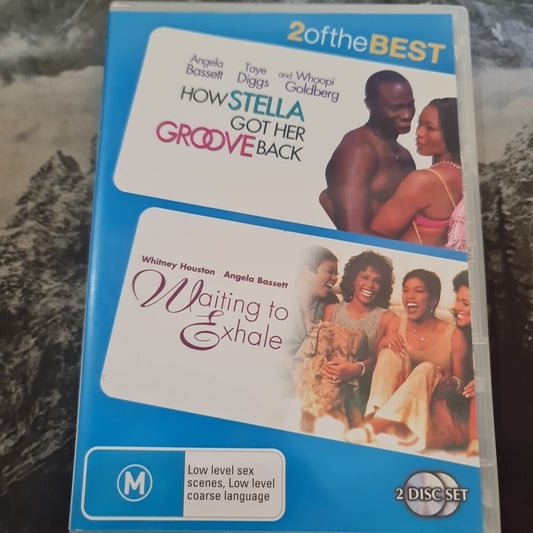 2oftheBEST
Angela Bassett Taye Diggs and Whoopi Goldberg
HOW STELLA
GOT HER
GROOVE BACK
Whitney Houston Angela Bassett
Waiting to
Exhale
M
Low level sex
scenes, Low level
coarse language
2 DISC SET